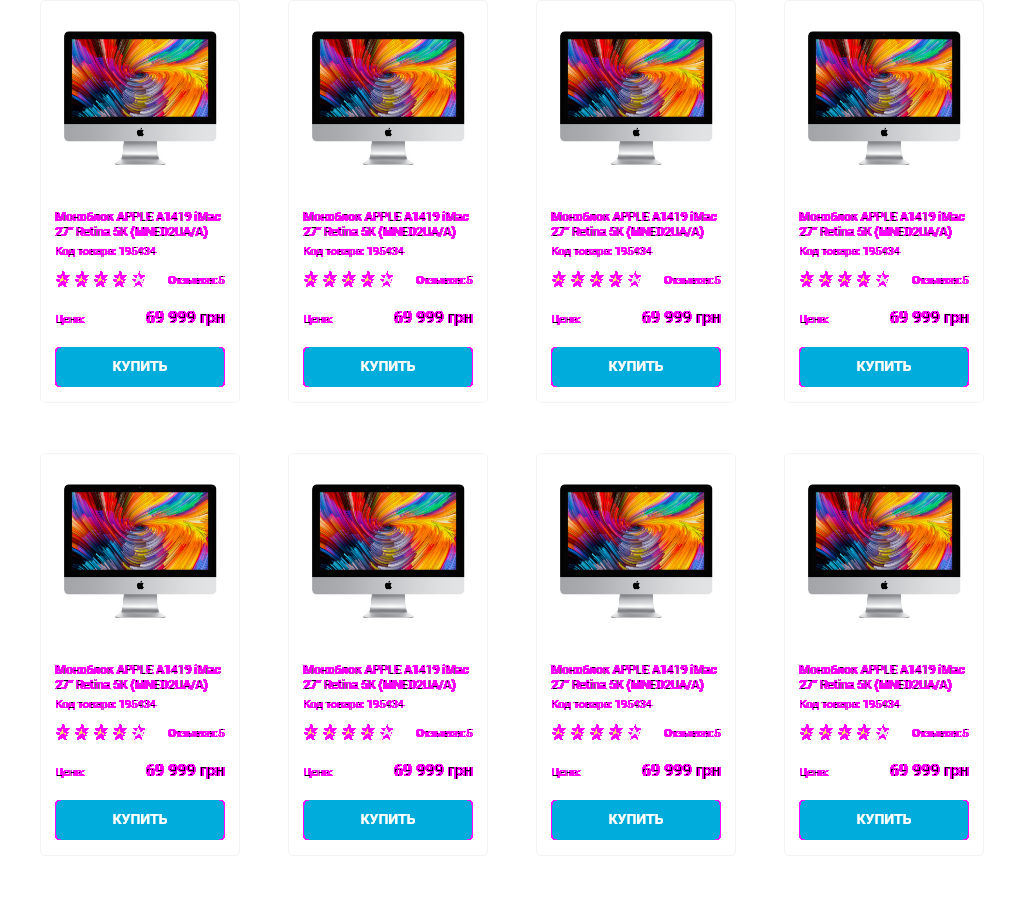 Моноблок APPLE A1419 iMac
27" Retina 5K (MNED2UA/A)
Код товара: 195434
Отзывов: 5
Цена:
69 999 грн
КУПИТЬ
Моноблок APPLE A1419 iMac
27" Retina 5K (MNED2UA/A)
Код товара: 195434
Отзывов: 5
Цена:
69 999 грн
КУПИТЬ
Моноблок APPLE A1419 iMac
27" Retina 5K (MNED2UA/A)
Код товара: 195434
Отзывов: 5
Цена:
69 999 грн
КУПИТЬ
Моноблок APPLE A1419 iMac
27" Retina 5K (MNED2UA/A)
Код товара: 195434
Отзывов: 5
Цена:
69 999 грн
КУПИТЬ
Моноблок APPLE A1419 iMac
27" Retina 5K (MNED2UA/A)
Код товара: 195434
Отзывов: 5
Цена:
69 999 грн
КУПИТЬ
Моноблок APPLE A1419 iMac
27" Retina 5K (MNED2UA/A)
Код товара: 195434
Отзывов: 5
Цена:
69 999 грн
КУПИТЬ
Моноблок APPLE A1419 iMac
27" Retina 5K (MNED2UA/A)
Код товара: 195434
Отзывов: 5
Цена:
69 999 грн
КУПИТЬ
Моноблок APPLE A1419 iMac
27" Retina 5K (MNED2UA/A)
Код товара: 195434
Отзывов: 5
Цена:
69 999 грн
КУПИТЬ